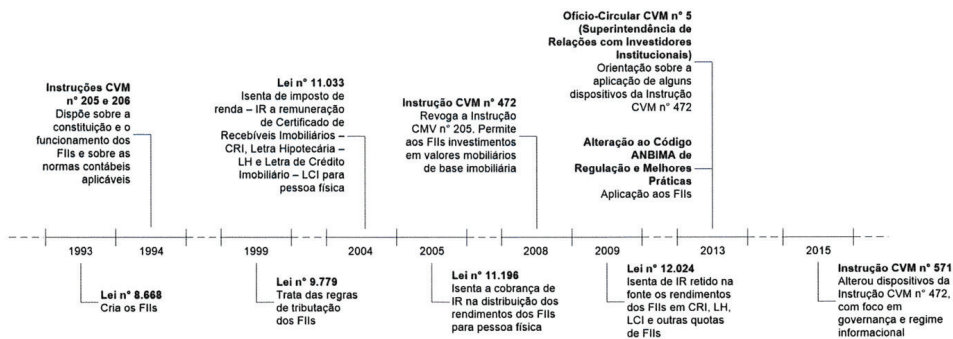 Ofício-Circular CVM n° 5
(Superintendência de
Relações com Investidores
Institucionais)
Orientação sobre a
aplicação de alguns
dispositivos da Instrução
CVM n° 472
Instruções CVM
n° 205 e 206
Dispõe sobre a
constituição e o
funcionamento dos
FIIs e sobre as
normas contábeis
aplicáveis
Lei n° 11.033
Isenta de imposto de
renda – IR a remuneração
de Certificado de
Recebíveis Imobiliários –
CRI, Letra Hipotecária –
LH e Letra de Crédito
Imobiliário – LCI para
pessoa física
Instrução CVM n° 472
Revoga a Instrução
CMV n° 205. Permite
aos FIIs investimentos
em valores mobiliários
de base imobiliária
Alteração ao Código
ANBIMA de
Regulação e Melhores
Práticas
Aplicação aos FIIs
1993
1994
1999
2004
2005
2008
2009
2013
2015
Lei n° 8.668
Cria os FIIs
Lei n° 9.779
Trata das regras
de tributação
dos FIIs
Lei n° 11.196
Isenta a cobrança de
IR na distribuição dos
rendimentos dos FIIs
para pessoa física
Lei n° 12.024
Isenta de IR retido na
fonte os rendimentos
dos FIIs em CRI, LH,
LCI e outras quotas
de FIIs
Instrução CVM n° 571
Alterou dispositivos da
Instrução CVM n° 472,
com foco em
governança e regime
informacional